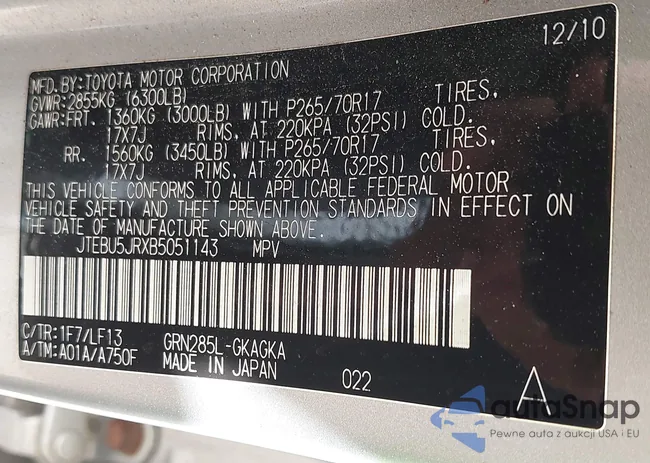 12/10
MFD.BY:TOYOTA MOTOR CORPORATION
GVWR:2855KG (6300LB)
GAWR:FRT. 1360KG (3000LB) WITH P265/70R17 TIRES,
17X7J RIMS, AT 220KPA (32PSI) COLD.
RR. 1560KG (3450LB) WITH P265/70R17 TIRES,
17X7J RIMS, AT 220KPA (32PSI) COLD.
THIS VEHICLE CONFORMS TO ALL APPLICABLE FEDERAL MOTOR
VEHICLE SAFETY AND THEFT PREVENTION STANDARDS IN EFFECT ON
THE DATE OF MANUFACTURE SHOWN ABOVE.
JTEBU5JRXB5051143 MPV
C/TR:1F7/LF13 GRN285L-GKAGKA
A/TM:A01A/A750F MADE IN JAPAN 022 A
autaSnap
Pewne auta z aukcji USA i EU